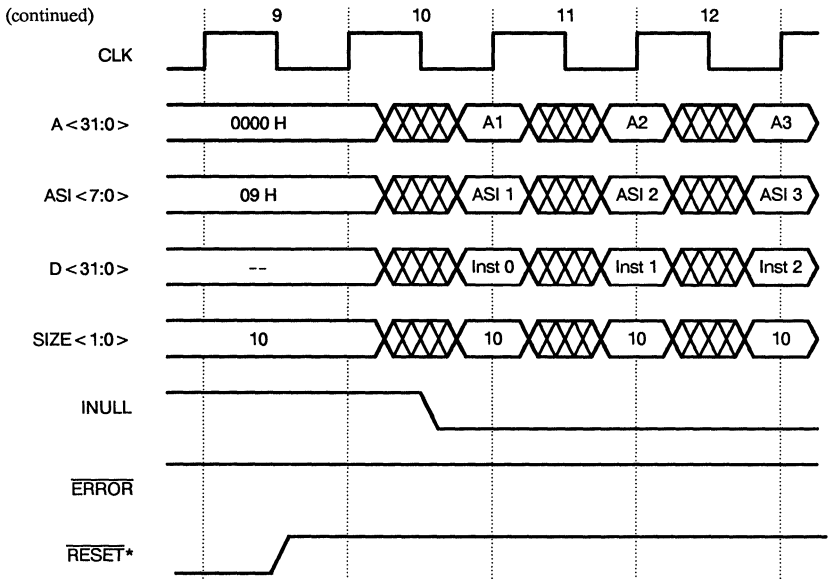 (continued) 9 10 11 12
CLK
A<31:0> 0000 H A1 A2 A3
ASI<7:0> 09 H ASI 1 ASI 2 ASI 3
D<31:0> -- Inst 0 Inst 1 Inst 2
SIZE<1:0> 10 10 10 10
INULL
ERROR
RESET*